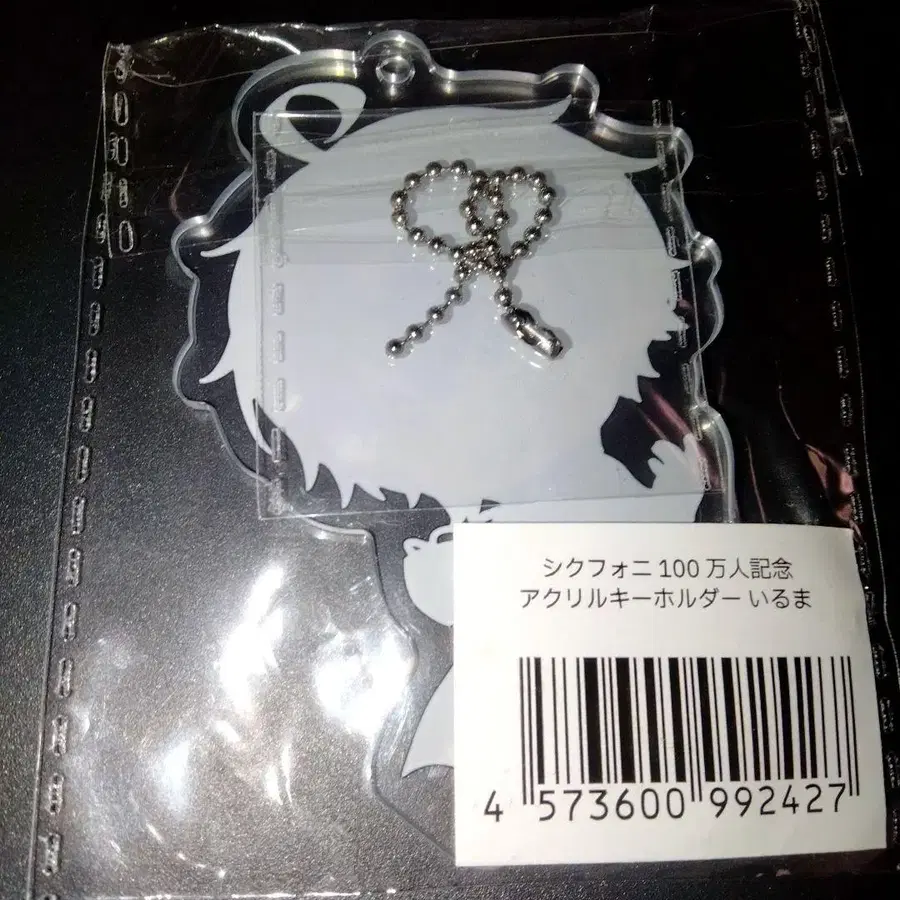 シクフォニ 100 万人記念
アクリルキーホルダー いるま
4 573600 992427